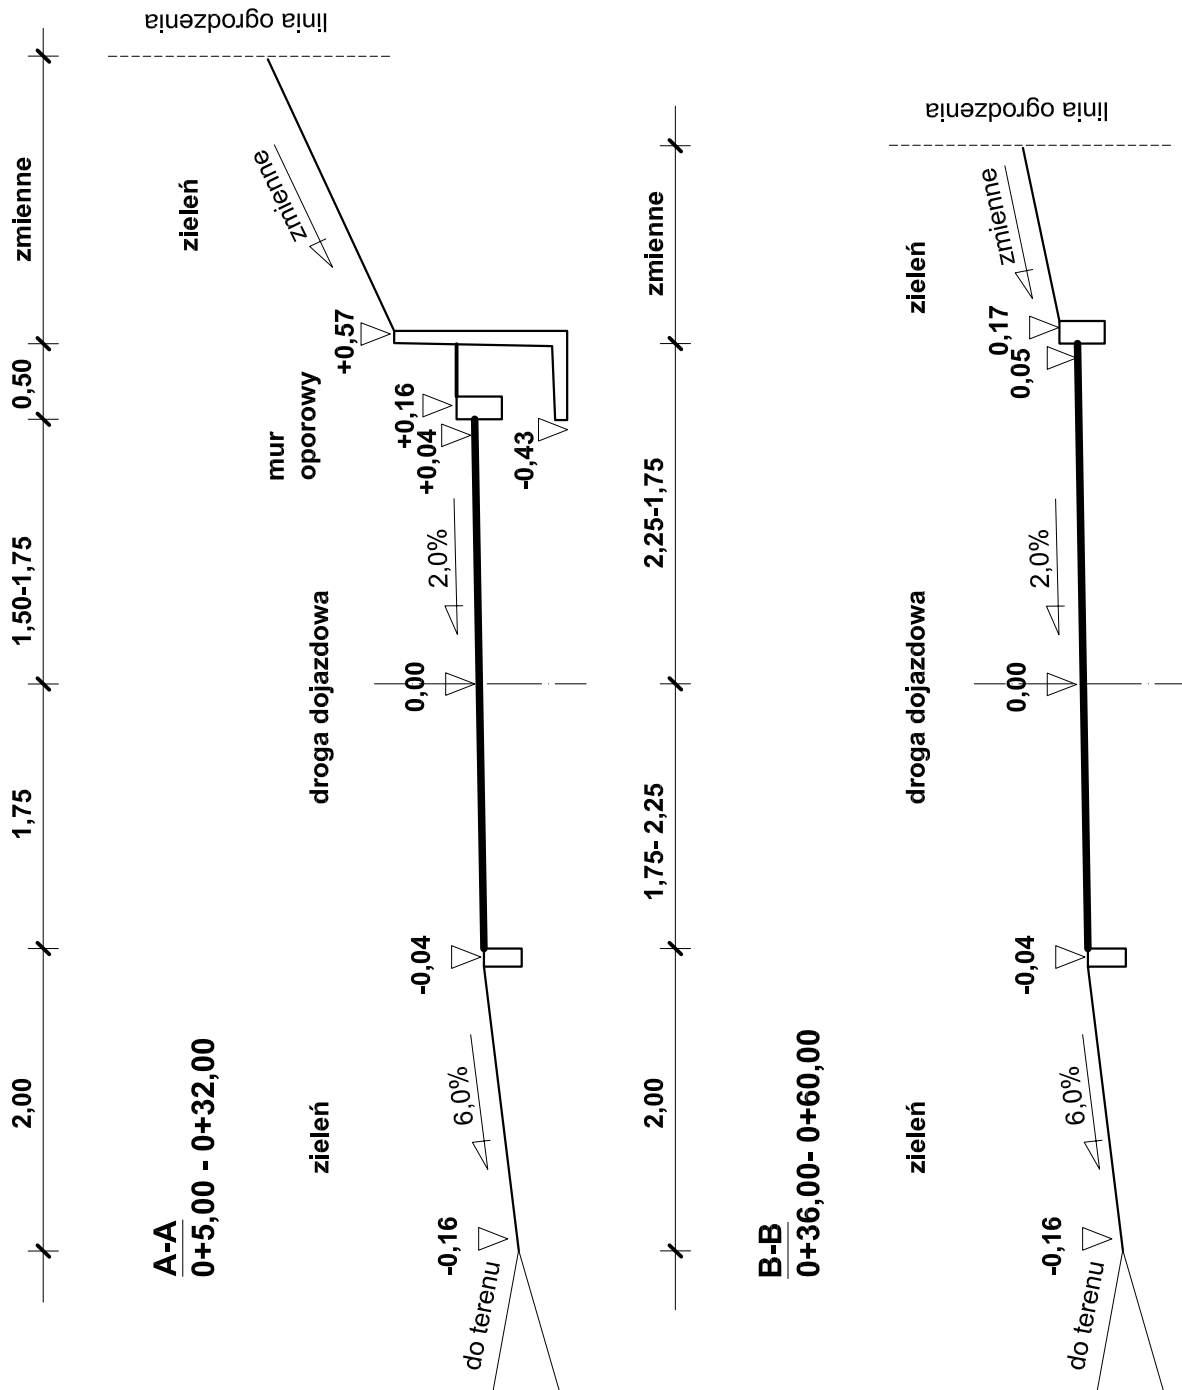 A-A
0+5,00 - 0+32,00
2,00
1,75
1,50-1,75
0,50
zmienne
zieleń
droga dojazdowa
mur
oporowy
zieleń
linia ogrodzenia
do terenu
-0,16
6,0%
-0,04
0,00
2,0%
+0,04
+0,16
-0,43
+0,57
zmienne
B-B
0+36,00- 0+60,00
2,00
1,75- 2,25
2,25-1,75
zmienne
zieleń
droga dojazdowa
zieleń
linia ogrodzenia
do terenu
-0,16
6,0%
-0,04
0,00
2,0%
0,05
0,17
zmienne